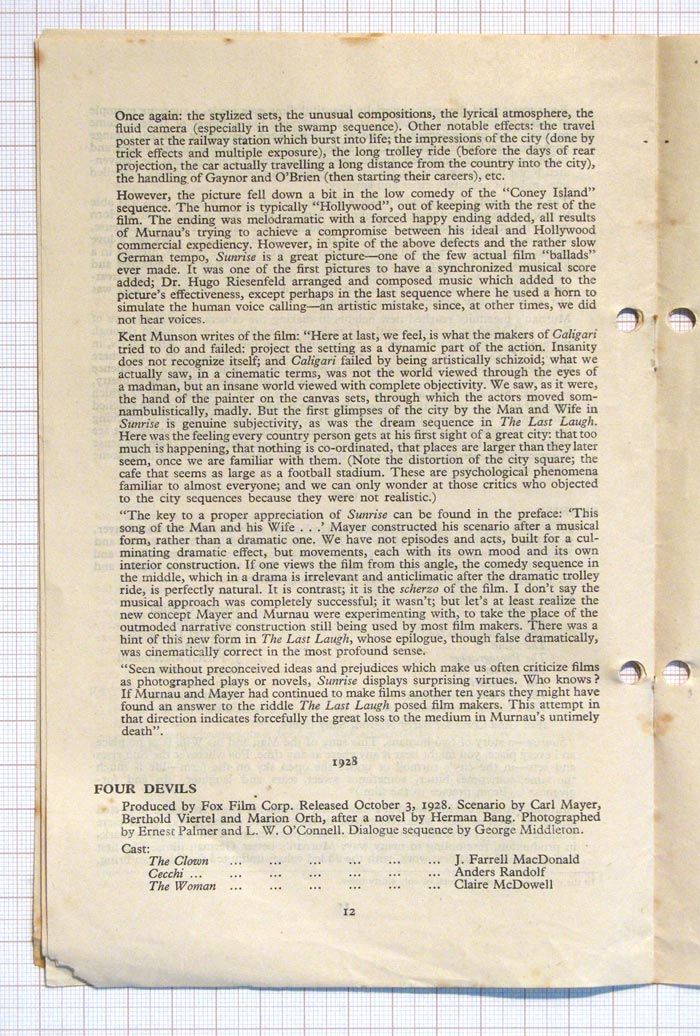 Once again: the stylized sets, the unusual compositions, the lyrical atmosphere, the
fluid camera (especially in the swamp sequence). Other notable effects: the travel
poster at the railway station which burst into life; the impressions of the city (done by
trick effects and multiple exposure), the long trolley ride (before the days of rear
projection, the car actually travelling a long distance from the country into the city),
the handling of Gaynor and O'Brien (then starting their careers), etc.
However, the picture fell down a bit in the low comedy of the "Coney Island"
sequence. The humor is typically "Hollywood", out of keeping with the rest of the
film. The ending was melodramatic with a forced happy ending added, all results
of Murnau's trying to achieve a compromise between his ideal and Hollywood
commercial expediency. However, in spite of the above defects and the rather slow
German tempo, Sunrise is a great picture—one of the few actual film "ballads"
ever made. It was one of the first pictures to have a synchronized musical score
added; Dr. Hugo Riesenfeld arranged and composed music which added to the
picture's effectiveness, except perhaps in the last sequence where he used a horn to
simulate the human voice calling—an artistic mistake, since, at other times, we did
not hear voices.
Kent Munson writes of the film: "Here at last, we feel, is what the makers of Caligari
tried to do and failed: project the setting as a dynamic part of the action. Insanity
does not recognize itself; and Caligari failed by being artistically schizoid; what we
actually saw, in a cinematic terms, was not the world viewed through the eyes of
a madman, but an insane world viewed with complete objectivity. We saw, as it were,
the hand of the painter on the canvas sets, through which the actors moved som-
nambulistically, madly. But the first glimpses of the city by the Man and Wife in
Sunrise is genuine subjectivity, as was the dream sequence in The Last Laugh.
Here was the feeling every country person gets at his first sight of a great city: that too
much is happening, that nothing is co-ordinated, that places are larger than they later
seem, once we are familiar with them. (Note the distortion of the city square; the
cafe that seems as large as a football stadium. These are psychological phenomena
familiar to almost everyone; and we can only wonder at those critics who objected
to the city sequences because they were not realistic.)
"The key to a proper appreciation of Sunrise can be found in the preface: 'This
song of the Man and his Wife . . .' Mayer constructed his scenario after a musical
form, rather than a dramatic one. We have not episodes and acts, built for a cul-
minating dramatic effect, but movements, each with its own mood and its own
interior construction. If one views the film from this angle, the comedy sequence in
the middle, which in a drama is irrelevant and anticlimatic after the dramatic trolley
ride, is perfectly natural. It is contrast; it is the scherzo of the film. I don't say the
musical approach was completely successful; it wasn't; but let's at least realize the
new concept Mayer and Murnau were experimenting with, to take the place of the
outmoded narrative construction still being used by most film makers. There was a
hint of this new form in The Last Laugh, whose epilogue, though false dramatically,
was cinematically correct in the most profound sense.
"Seen without preconceived ideas and prejudices which make us often criticize films
as photographed plays or novels, Sunrise displays surprising virtues. Who knows?
If Murnau and Mayer had continued to make films another ten years they might have
found an answer to the riddle The Last Laugh posed film makers. This attempt in
that direction indicates forcefully the great loss to the medium in Murnau's untimely
death".
1928
FOUR DEVILS
Produced by Fox Film Corp. Released October 3, 1928. Scenario by Carl Mayer,
Berthold Viertel and Marion Orth, after a novel by Herman Bang. Photographed
by Ernest Palmer and L. W. O'Connell. Dialogue sequence by George Middleton.
Cast:
The Clown ... ... ... ... ... ... J. Farrell MacDonald
Cecchi ... ... ... ... ... ... Anders Randolf
The Woman ... ... ... ... ... ... Claire McDowell
12